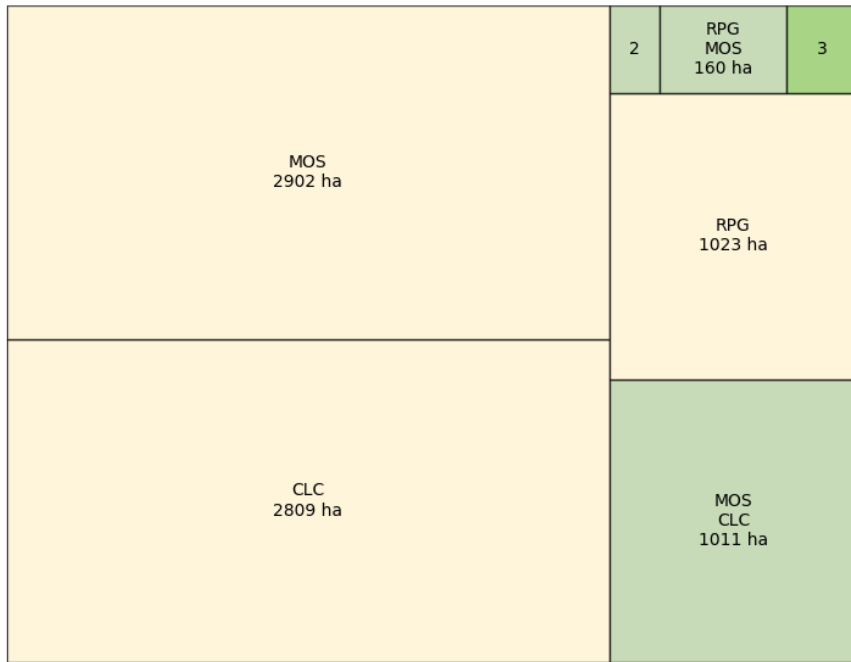 MOS
2902 ha
2
RPG
MOS
160 ha
3
RPG
1023 ha
CLC
2809 ha
MOS
CLC
1011 ha